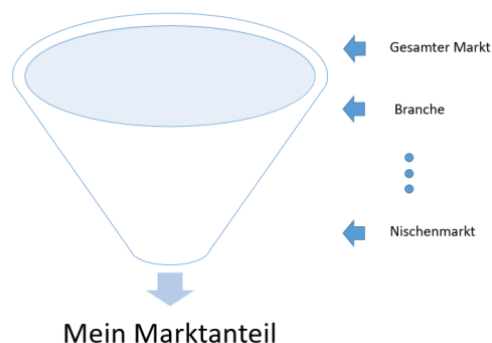 Gesamter Markt
Branche
Nischenmarkt
Mein Marktanteil